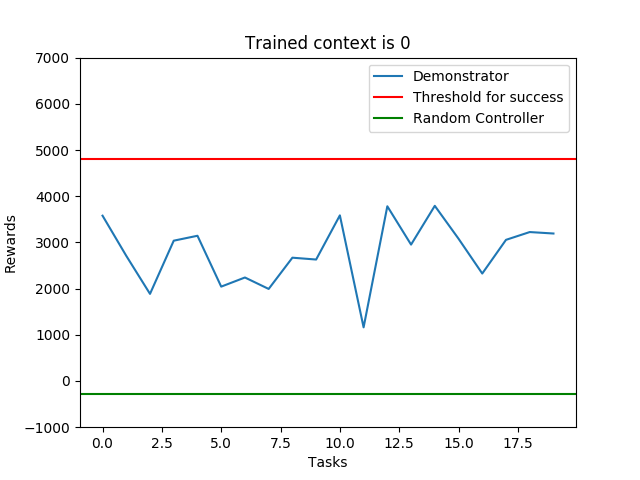 Trained context is 0
7000
6000
5000
4000
3000
2000
1000
0
−1000
Rewards
Demonstrator
Threshold for success
Random Controller
0.0 2.5 5.0 7.5 10.0 12.5 15.0 17.5
Tasks